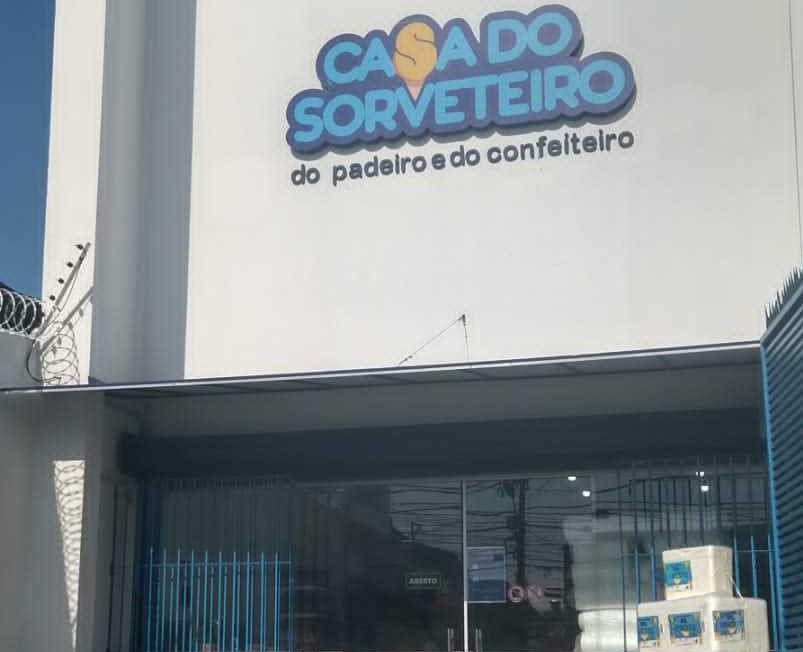 CASA DO
SORVETEIRO
do padeiro e do confeiteiro
ABERTO